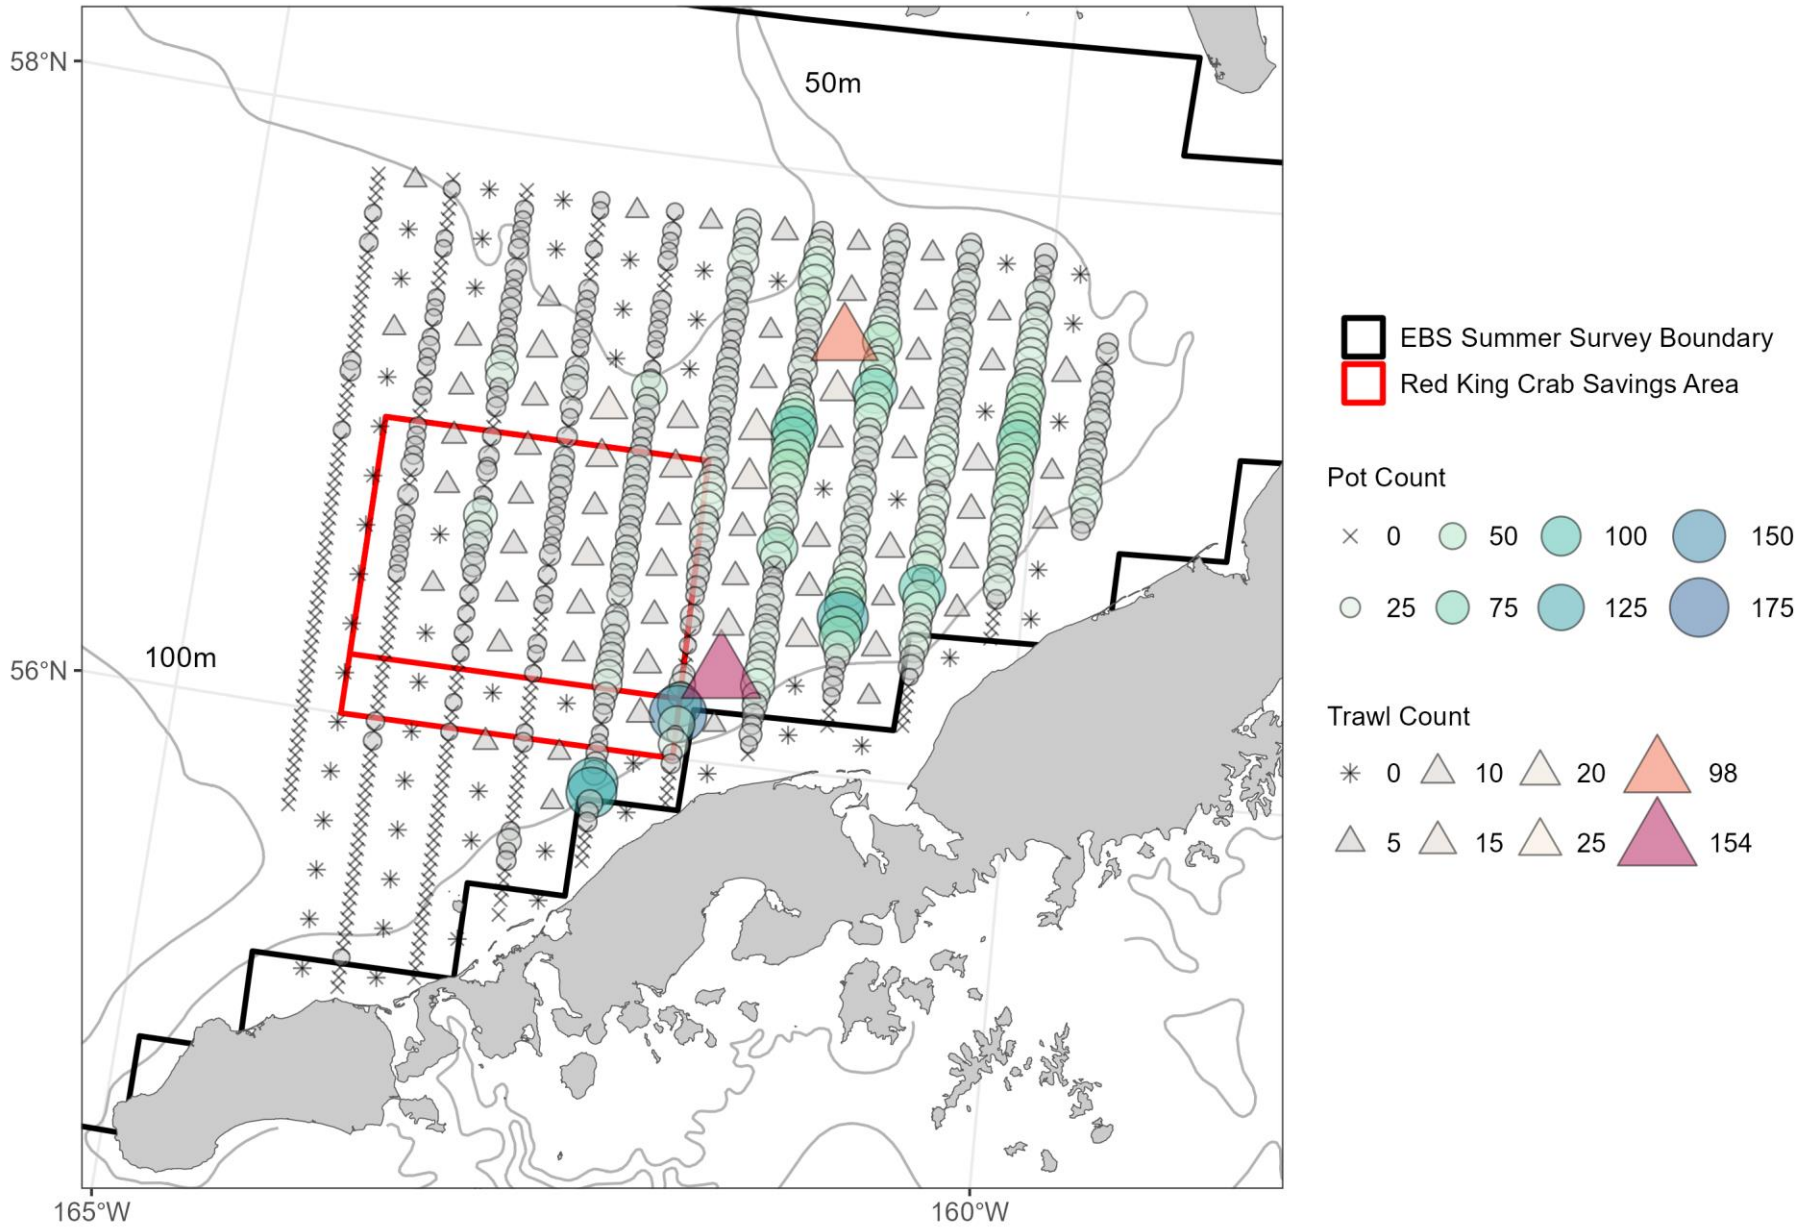 58°N
50m
100m
56°N
165°W
160°W
EBS Summer Survey Boundary
Red King Crab Savings Area
Pot Count
0 50 100 150
25 75 125 175
Trawl Count
0 10 20 98
5 15 25 154